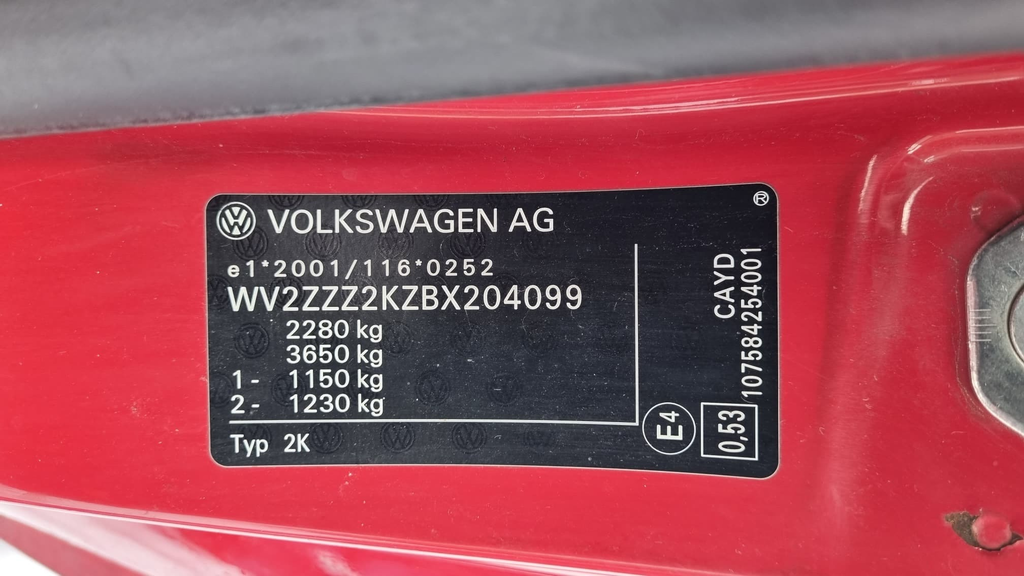 VOLKSWAGEN AG
®
e1*2001/116*0252
WV2ZZZ2KZBX204099
2280 kg
3650 kg
1- 1150 kg
2- 1230 kg
Typ 2K
E4
0,53
CAYD
107584254001